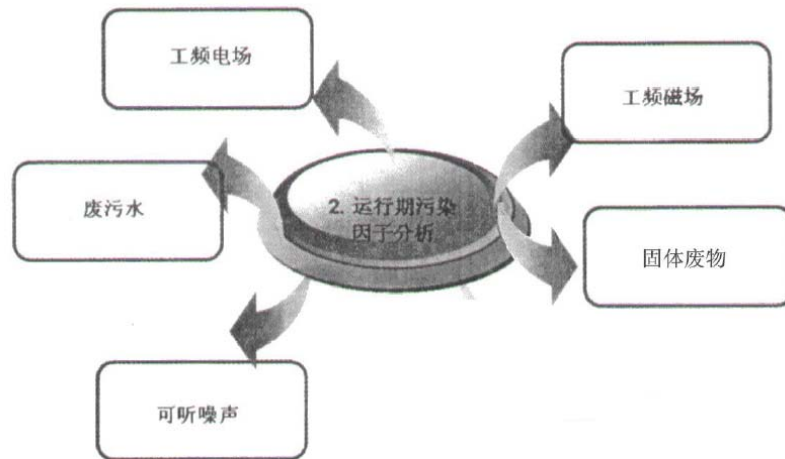 工频电场
工频磁场
废污水
2. 运行期污染
因子分析
固体废物
可听噪声